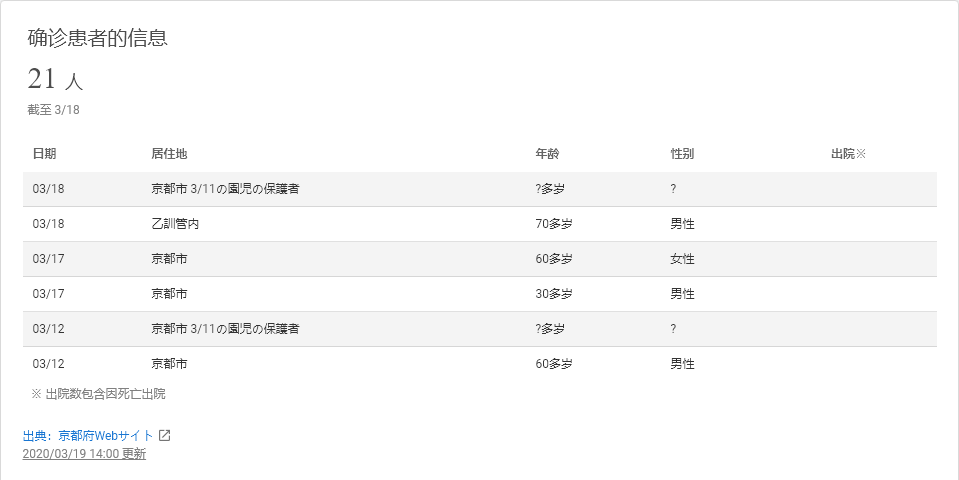 确诊患者的信息
21 人
截至 3/18
日期 居住地 年龄 性别 出院※
03/18 京都市 3/11の園児の保護者 ?多岁 ?
03/18 乙訓管内 70多岁 男性
03/17 京都市 60多岁 女性
03/17 京都市 30多岁 男性
03/12 京都市 3/11の園児の保護者 ?多岁 ?
03/12 京都市 60多岁 男性
※ 出院数包含因死亡出院
出典：京都府Webサイト
2020/03/19 14:00 更新